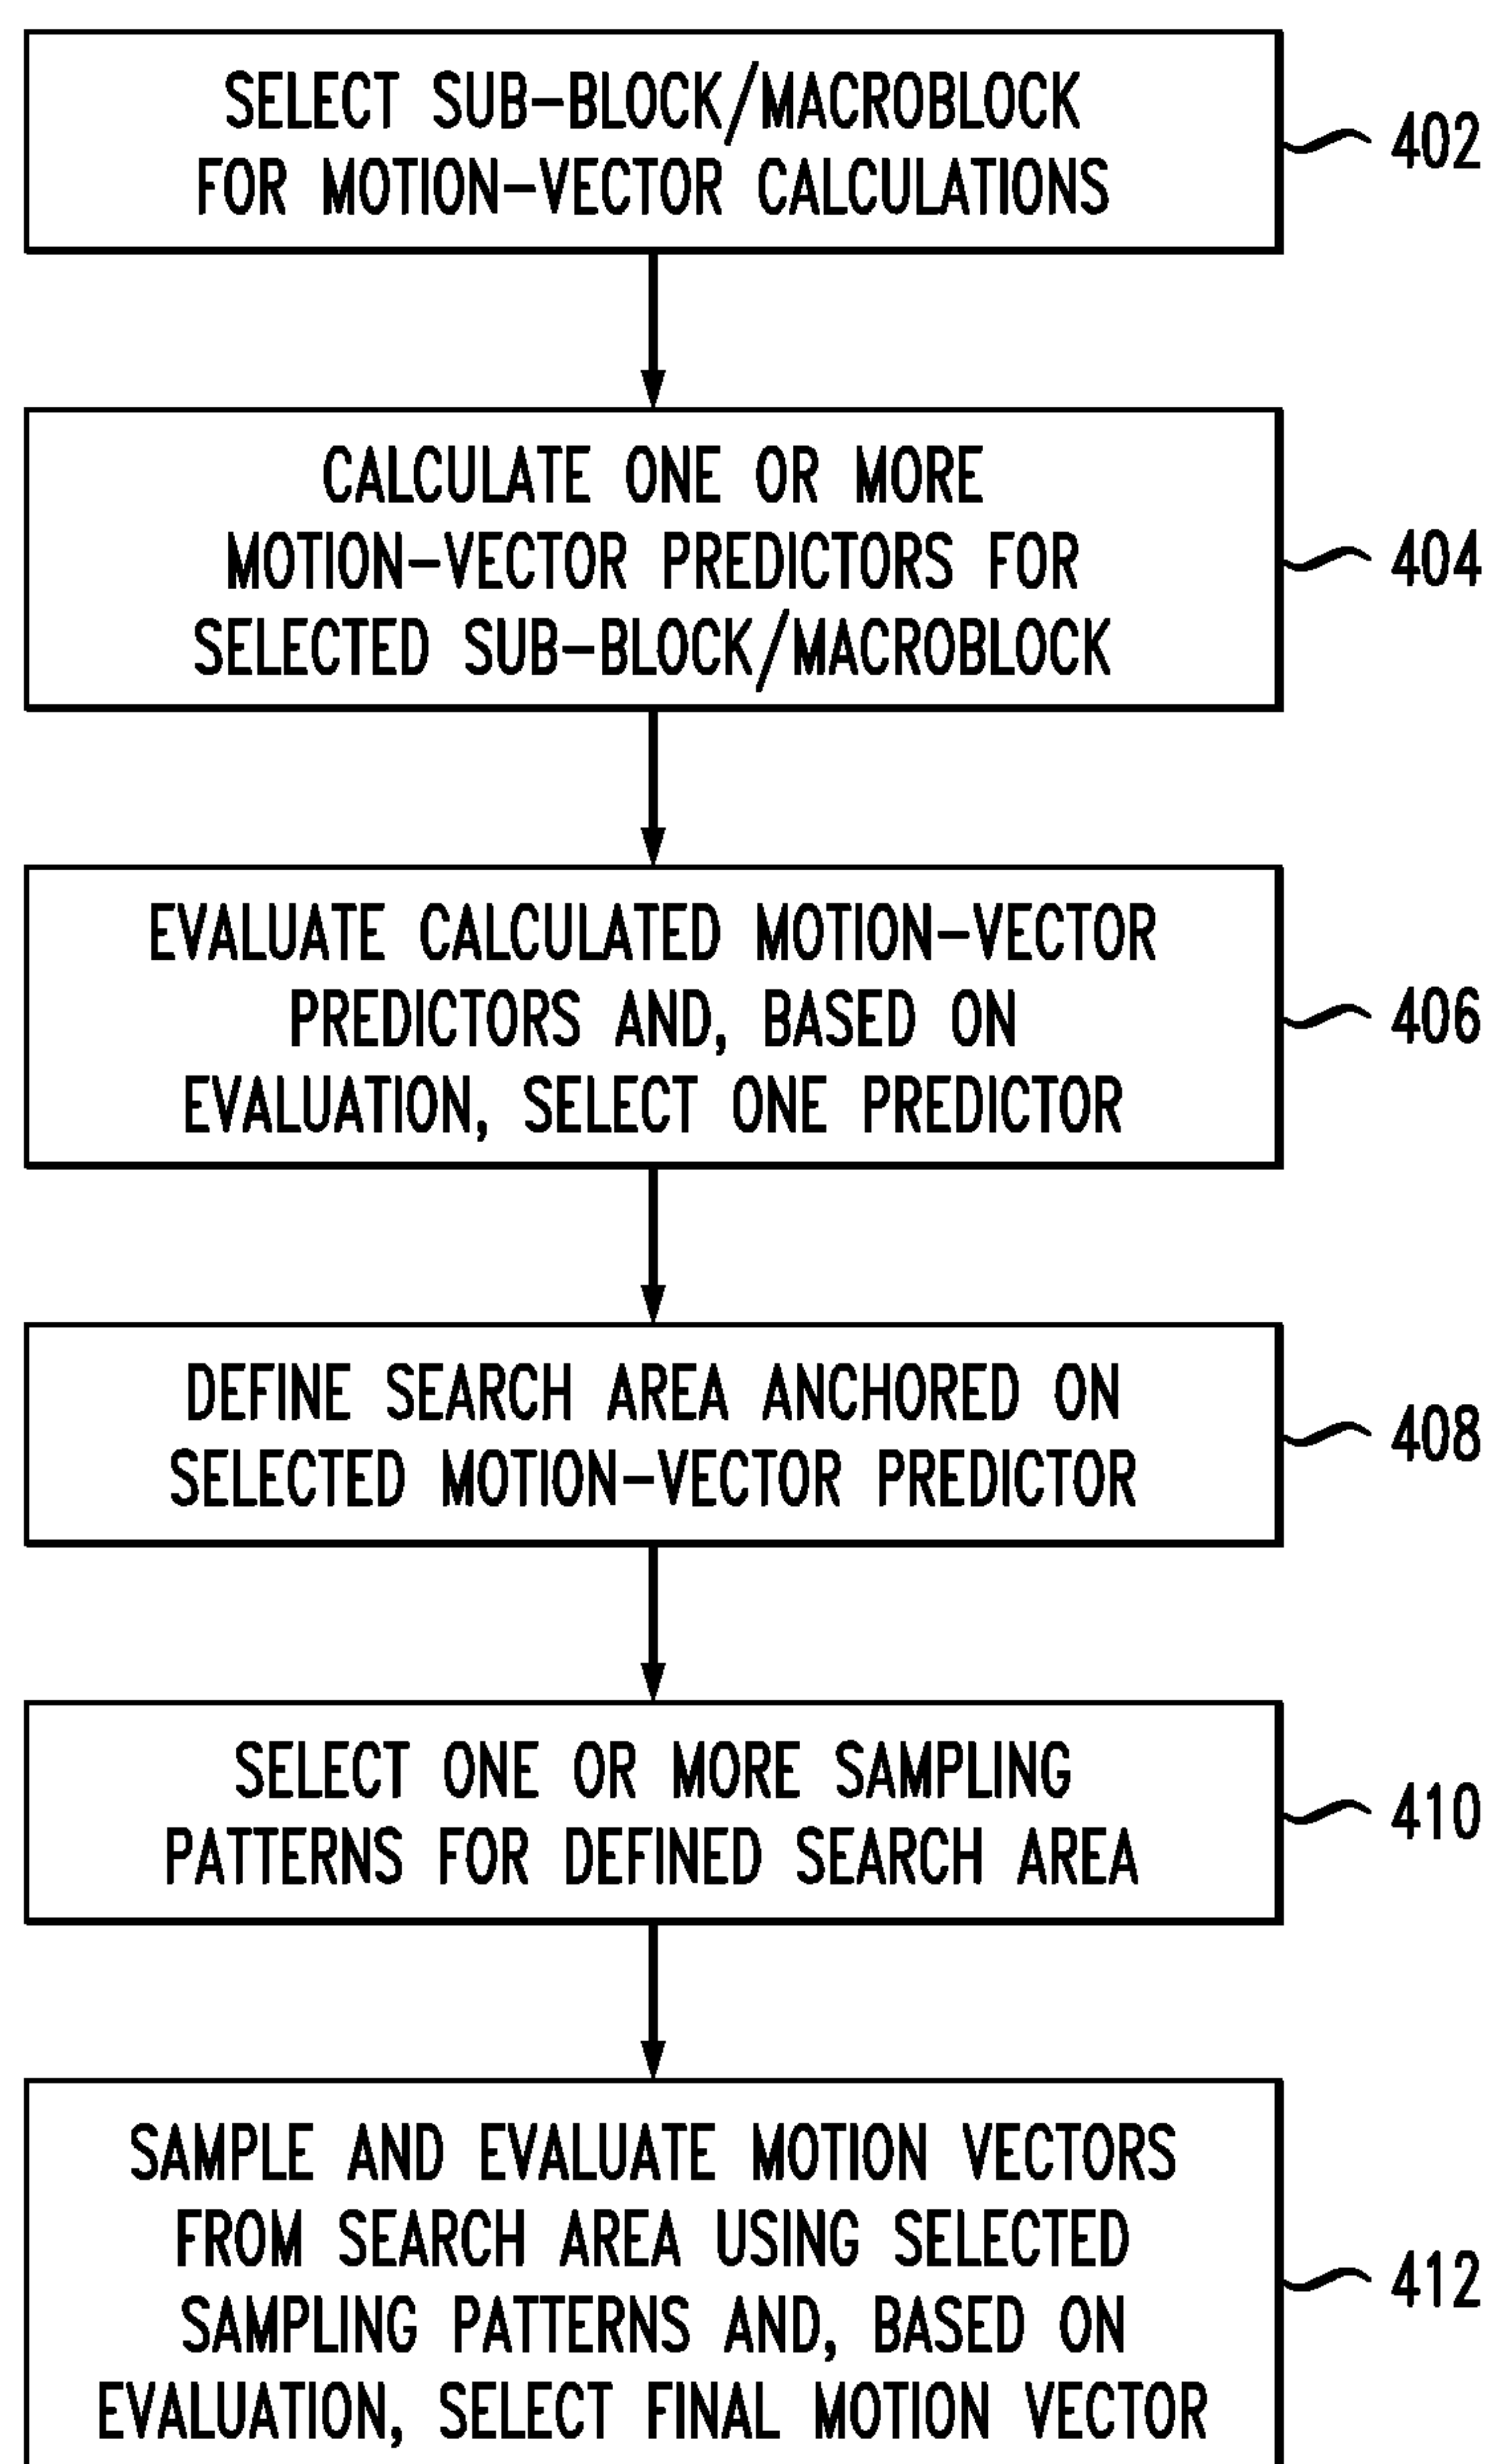 SELECT SUB-BLOCK/MACROBLOCK
FOR MOTION-VECTOR CALCULATIONS
402
CALCULATE ONE OR MORE
MOTION-VECTOR PREDICTORS FOR
SELECTED SUB-BLOCK/MACROBLOCK
404
EVALUATE CALCULATED MOTION-VECTOR
PREDICTORS AND, BASED ON
EVALUATION, SELECT ONE PREDICTOR
406
DEFINE SEARCH AREA ANCHORED ON
SELECTED MOTION-VECTOR PREDICTOR
408
SELECT ONE OR MORE SAMPLING
PATTERNS FOR DEFINED SEARCH AREA
410
SAMPLE AND EVALUATE MOTION VECTORS
FROM SEARCH AREA USING SELECTED
SAMPLING PATTERNS AND, BASED ON
EVALUATION, SELECT FINAL MOTION VECTOR
412